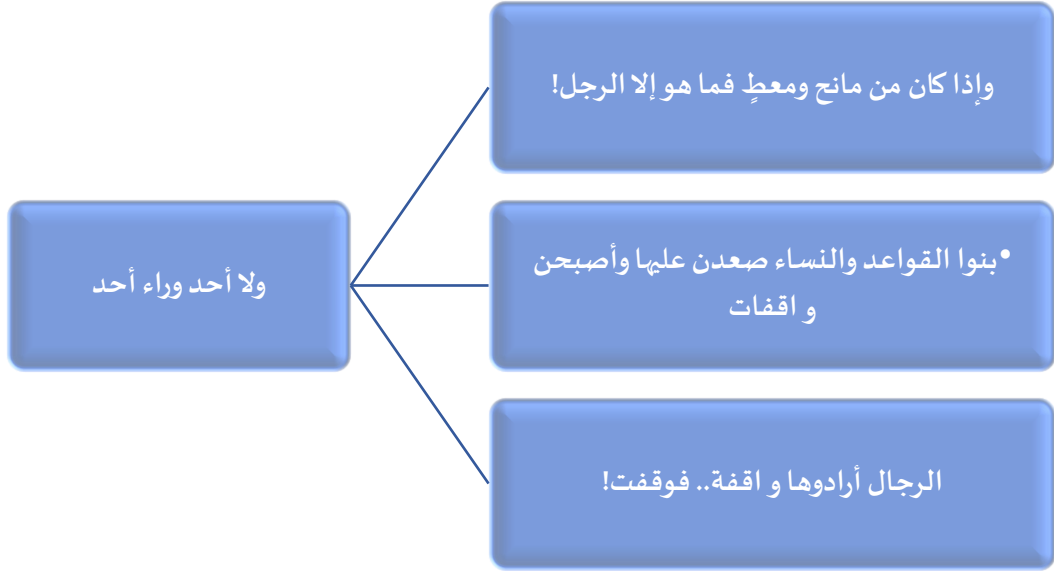 وإذا كان من مانح ومعطٍ فما هو إلا الرجل!
•بنوا القواعد والنساء صعدن عليها وأصبحن
و اقفات
ولا أحد وراء أحد
الرجال أرادوها و اقفة.. فوقفت!